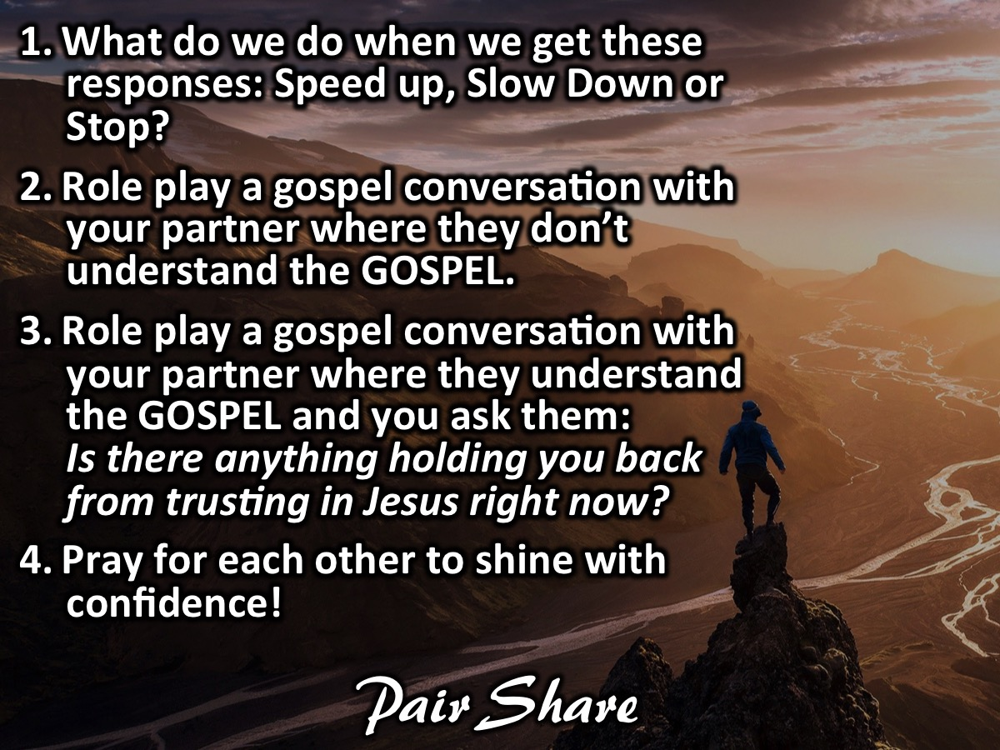 1. What do we do when we get these
responses: Speed up, Slow Down or
Stop?
2. Role play a gospel conversation with
your partner where they don’t
understand the GOSPEL.
3. Role play a gospel conversation with
your partner where they understand
the GOSPEL and you ask them:
Is there anything holding you back
from trusting in Jesus right now?
4. Pray for each other to shine with
confidence!
Pair Share